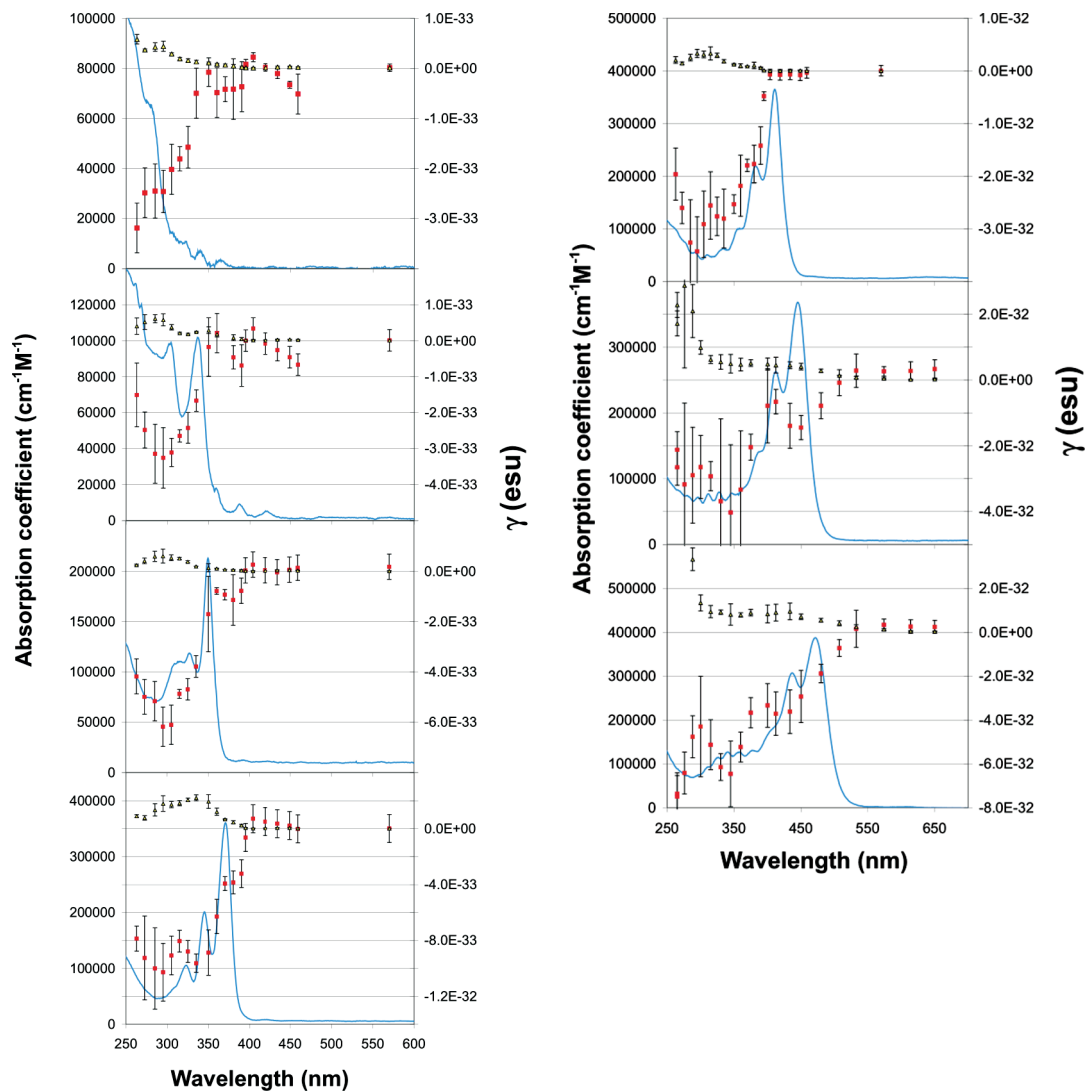 Absorption coefficient (cm⁻¹M⁻¹)
100000
80000
60000
40000
20000
0
1.0E-33
0.0E+00
-1.0E-33
-2.0E-33
-3.0E-33
120000
100000
80000
60000
40000
20000
0
1.0E-33
0.0E+00
-1.0E-33
-2.0E-33
-3.0E-33
-4.0E-33
200000
150000
100000
50000
0
0.0E+00
-2.0E-33
-4.0E-33
-6.0E-33
400000
350000
300000
250000
200000
150000
100000
50000
0
0.0E+00
-4.0E-33
-8.0E-33
-1.2E-32
250 300 350 400 450 500 550 600
Wavelength (nm)
γ (esu)
Absorption coefficient (cm⁻¹M⁻¹)
500000
400000
300000
200000
100000
0
1.0E-32
0.0E+00
-1.0E-32
-2.0E-32
-3.0E-32
350000
300000
250000
200000
150000
100000
50000
0
2.0E-32
0.0E+00
-2.0E-32
-4.0E-32
500000
400000
300000
200000
100000
0
2.0E-32
0.0E+00
-2.0E-32
-4.0E-32
-6.0E-32
-8.0E-32
250 350 450 550 650
Wavelength (nm)
γ (esu)